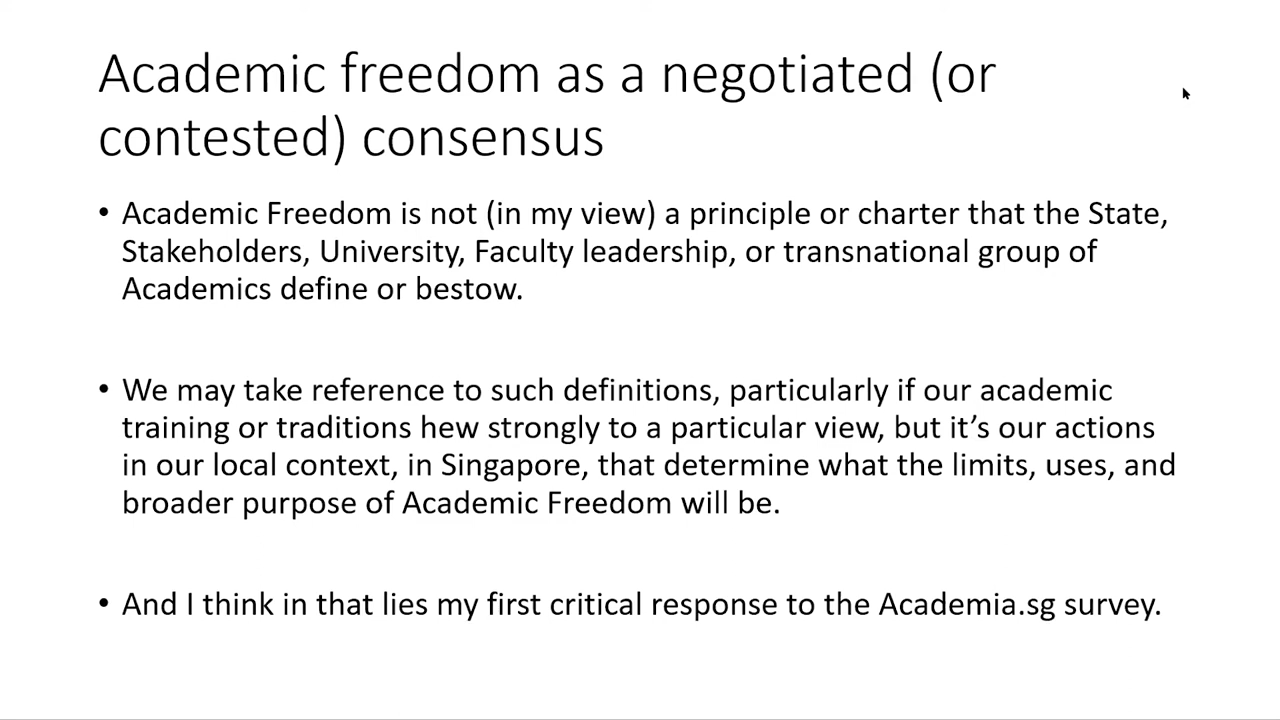 Academic freedom as a negotiated (or
contested) consensus
• Academic Freedom is not (in my view) a principle or charter that the State,
Stakeholders, University, Faculty leadership, or transnational group of
Academics define or bestow.
• We may take reference to such definitions, particularly if our academic
training or traditions hew strongly to a particular view, but it’s our actions
in our local context, in Singapore, that determine what the limits, uses, and
broader purpose of Academic Freedom will be.
• And I think in that lies my first critical response to the Academia.sg survey.